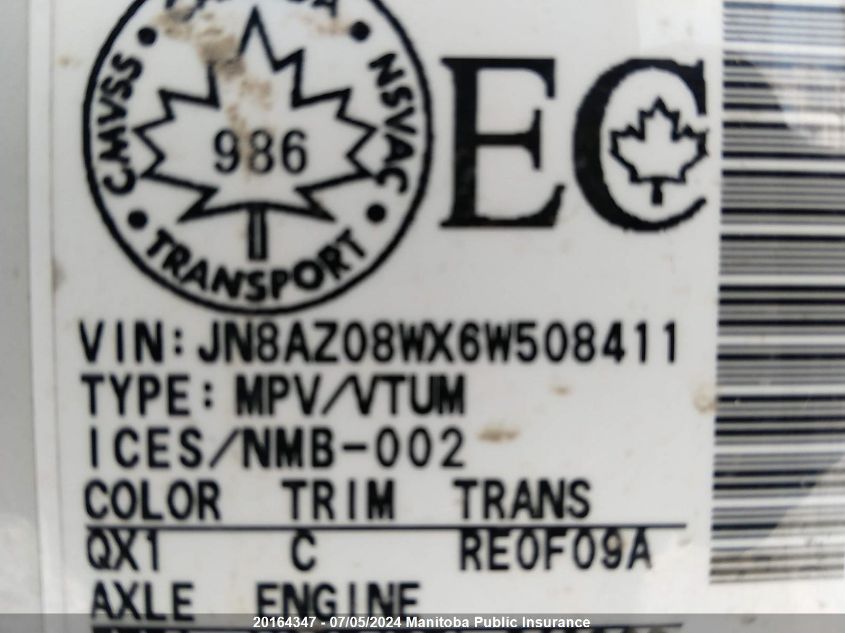 CMVSS NSVAC
986
TRANSPORT
EC
VIN: JN8AZ08WX6W508411
TYPE: MPV/VTUM
ICES/NMB-002
COLOR TRIM TRANS
QX1 C RE0F09A
AXLE ENGINE
20164347 - 07/05/2024 Manitoba Public Insurance